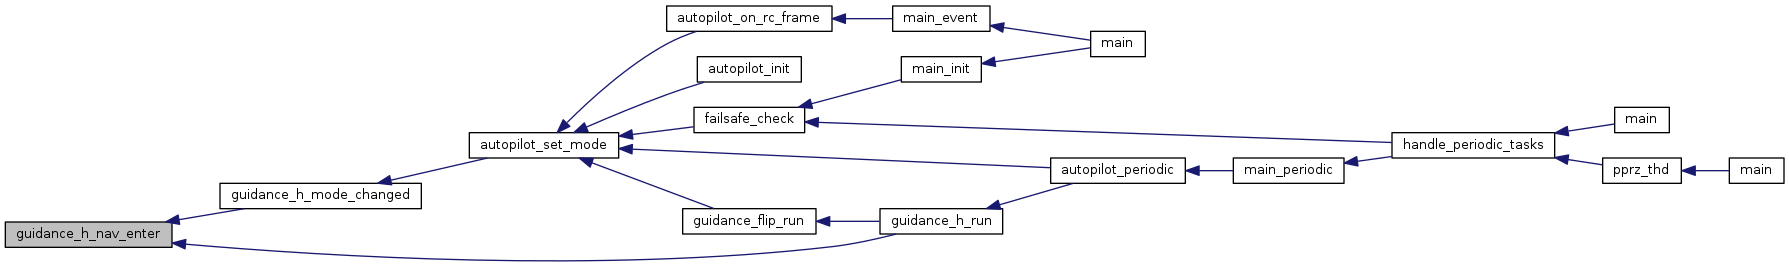 autopilot_on_rc_frame
main_event
main
autopilot_init
main_init
failsafe_check
main
autopilot_set_mode
handle_periodic_tasks
autopilot_periodic
main_periodic
pprz_thd
main
guidance_h_mode_changed
guidance_flip_run
guidance_h_run
guidance_h_nav_enter